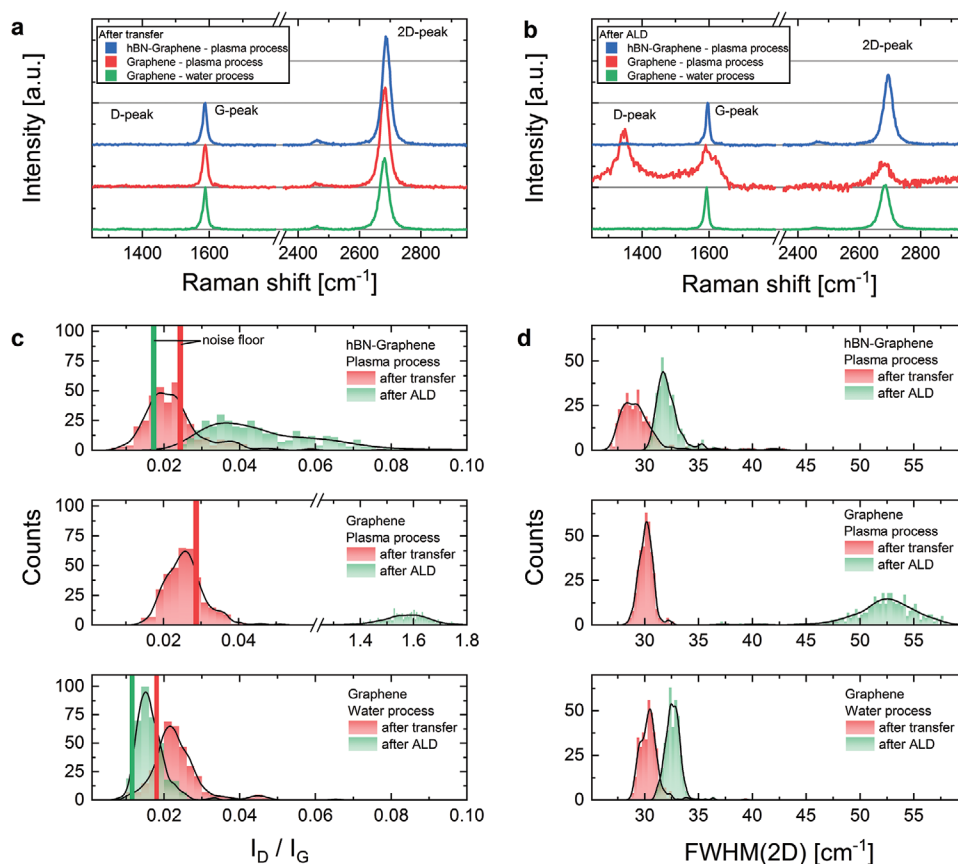 a
After transfer
hBN-Graphene - plasma process
Graphene - plasma process
Graphene - water process
2D-peak
D-peak
G-peak
Intensity [a.u.]
1400 1600 2400 2600 2800
Raman shift [cm⁻¹]
b
After ALD
hBN-Graphene - plasma process
Graphene - plasma process
Graphene - water process
2D-peak
D-peak
G-peak
Intensity [a.u.]
1400 1600 2400 2600 2800
Raman shift [cm⁻¹]
c
noise floor
hBN-Graphene
Plasma process
after transfer
after ALD
100
75
50
25
0
0.02 0.04 0.06 0.08 0.10
Graphene
Plasma process
after transfer
after ALD
100
75
50
25
0
0.02 0.04 1.4 1.6 1.8
Graphene
Water process
after transfer
after ALD
100
75
50
25
0
0.00 0.02 0.04 0.06 0.08 0.10
Counts
I_D / I_G
d
hBN-Graphene
Plasma process
after transfer
after ALD
50
25
0
30 35 40 45 50 55
Graphene
Plasma process
after transfer
after ALD
75
50
25
0
30 35 40 45 50 55
Graphene
Water process
after transfer
after ALD
50
25
0
25 30 35 40 45 50 55
Counts
FWHM(2D) [cm⁻¹]